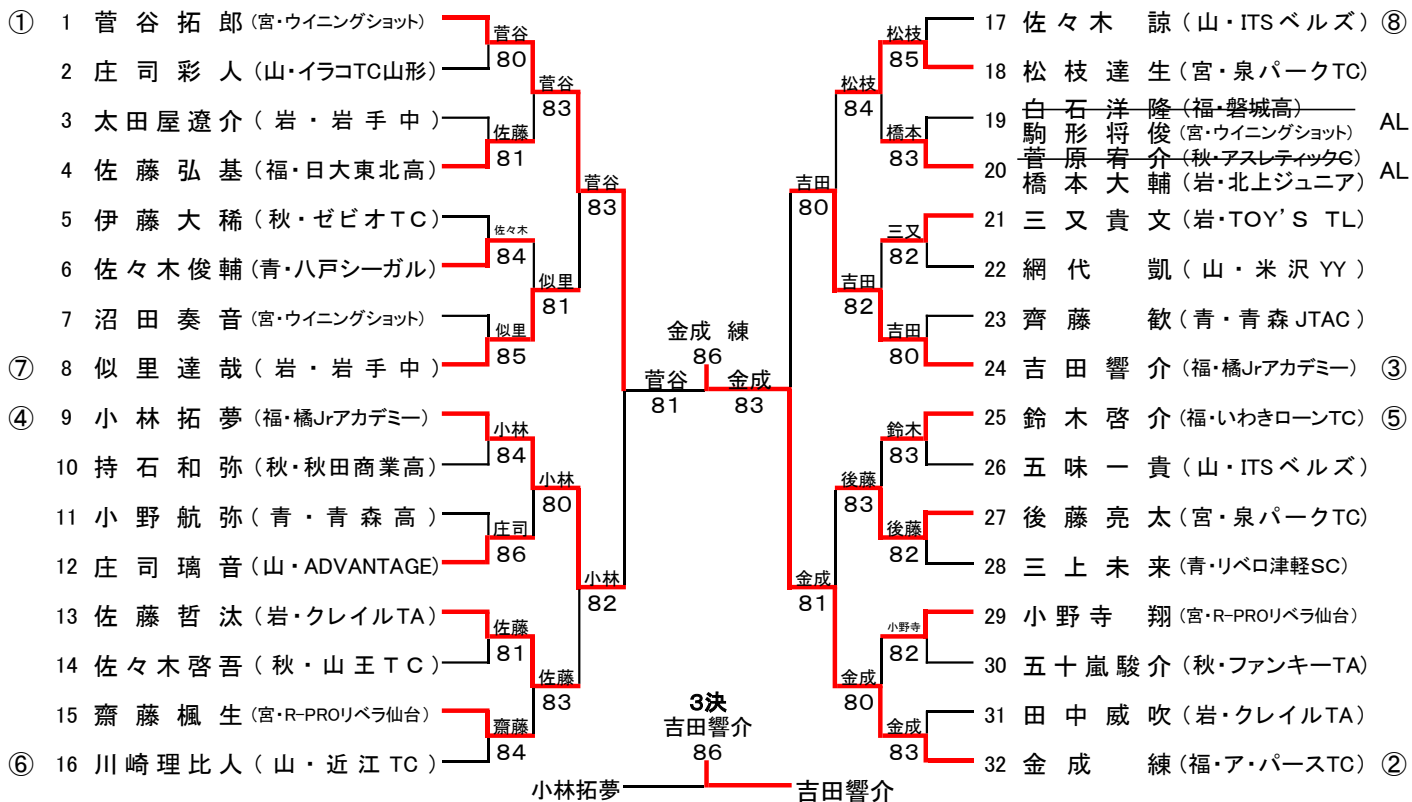 ① 1 菅谷拓郎 (宮・ウイニングショット)
2 庄司彩人 (山・イラコTC山形)
3 太田屋遼介 (岩・岩手中)
4 佐藤弘基 (福・日大東北高)
5 伊藤大稀 (秋・ゼビオTC)
6 佐々木俊輔 (青・八戸シーガル)
7 沼田奏音 (宮・ウイニングショット)
⑦ 8 似里達哉 (岩・岩手中)
④ 9 小林拓夢 (福・橘Jrアカデミー)
10 持石和弥 (秋・秋田商業高)
11 小野航弥 (青・青森高)
12 庄司璃音 (山・ADVANTAGE)
13 佐藤哲汰 (岩・クレイルTA)
14 佐々木啓吾 (秋・山王TC)
15 齋藤楓生 (宮・R-PROリベラ仙台)
⑥ 16 川崎理比人 (山・近江TC)
菅谷
80
佐藤
81
佐々木
84
似里
85
小林
84
庄司
86
佐藤
81
齋藤
84
菅谷
83
似里
81
小林
80
佐藤
83
菅谷
83
小林
82
菅谷
81
金成 練
86
金成
83
3決
吉田響介
86
小林拓夢
吉田響介
吉田
80
金成
81
松枝
84
吉田
82
後藤
83
金成
80
松枝
85
橋本
83
三又
82
吉田
80
鈴木
83
後藤
82
小野寺
82
金成
83
17 佐々木諒 (山・ITSベルズ) ⑧
18 松枝達生 (宮・泉パークTC)
19 白石洋隆 (福・磐城高)
駒形将俊 (宮・ウイニングショット) AL
20 菅原宥介 (秋・アスレティックC)
橋本大輔 (岩・北上ジュニア) AL
21 三又貴文 (岩・TOY'S TL)
22 網代凱 (山・米沢YY)
23 齊藤歓 (青・青森JTAC)
24 吉田響介 (福・橘Jrアカデミー) ③
25 鈴木啓介 (福・いわきローンTC) ⑤
26 五味一貴 (山・ITSベルズ)
27 後藤亮太 (宮・泉パークTC)
28 三上未来 (青・リベロ津軽SC)
29 小野寺翔 (宮・R-PROリベラ仙台)
30 五十嵐駿介 (秋・ファンキーTA)
31 田中威吹 (岩・クレイルTA)
32 金成練 (福・ア・パースTC) ②